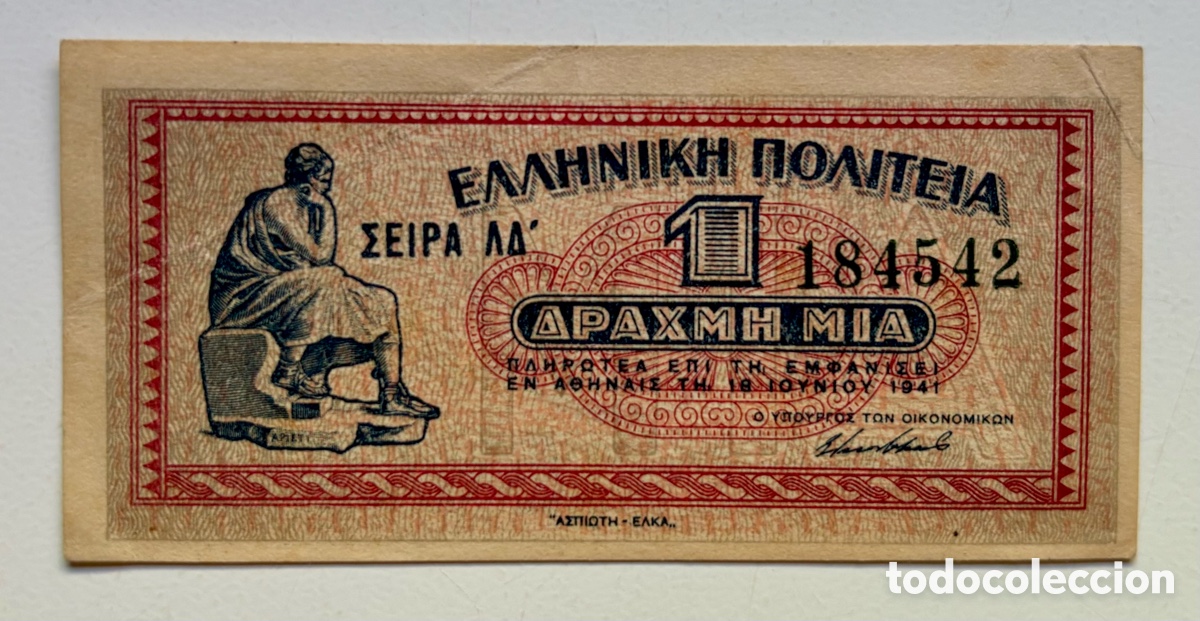 ΕΛΛΗΝΙΚΗ ΠΟΛΙΤΕΙΑ
ΣΕΙΡΑ ΛΔ'
1
184542
ΔΡΑΧΜΗ ΜΙΑ
ΠΛΗΡΩΤΕΑ ΕΠΙ ΤΗ ΕΜΦΑΝΙΣΕΙ
ΕΝ ΑΘΗΝΑΙΣ ΤΗ 18 ΙΟΥΝΙΟΥ 1941
Ο ΥΠΟΥΡΓΟΣ ΤΩΝ ΟΙΚΟΝΟΜΙΚΩΝ
"ΑΣΠΙΩΤΗ - ΕΛΚΑ„
todocoleccion